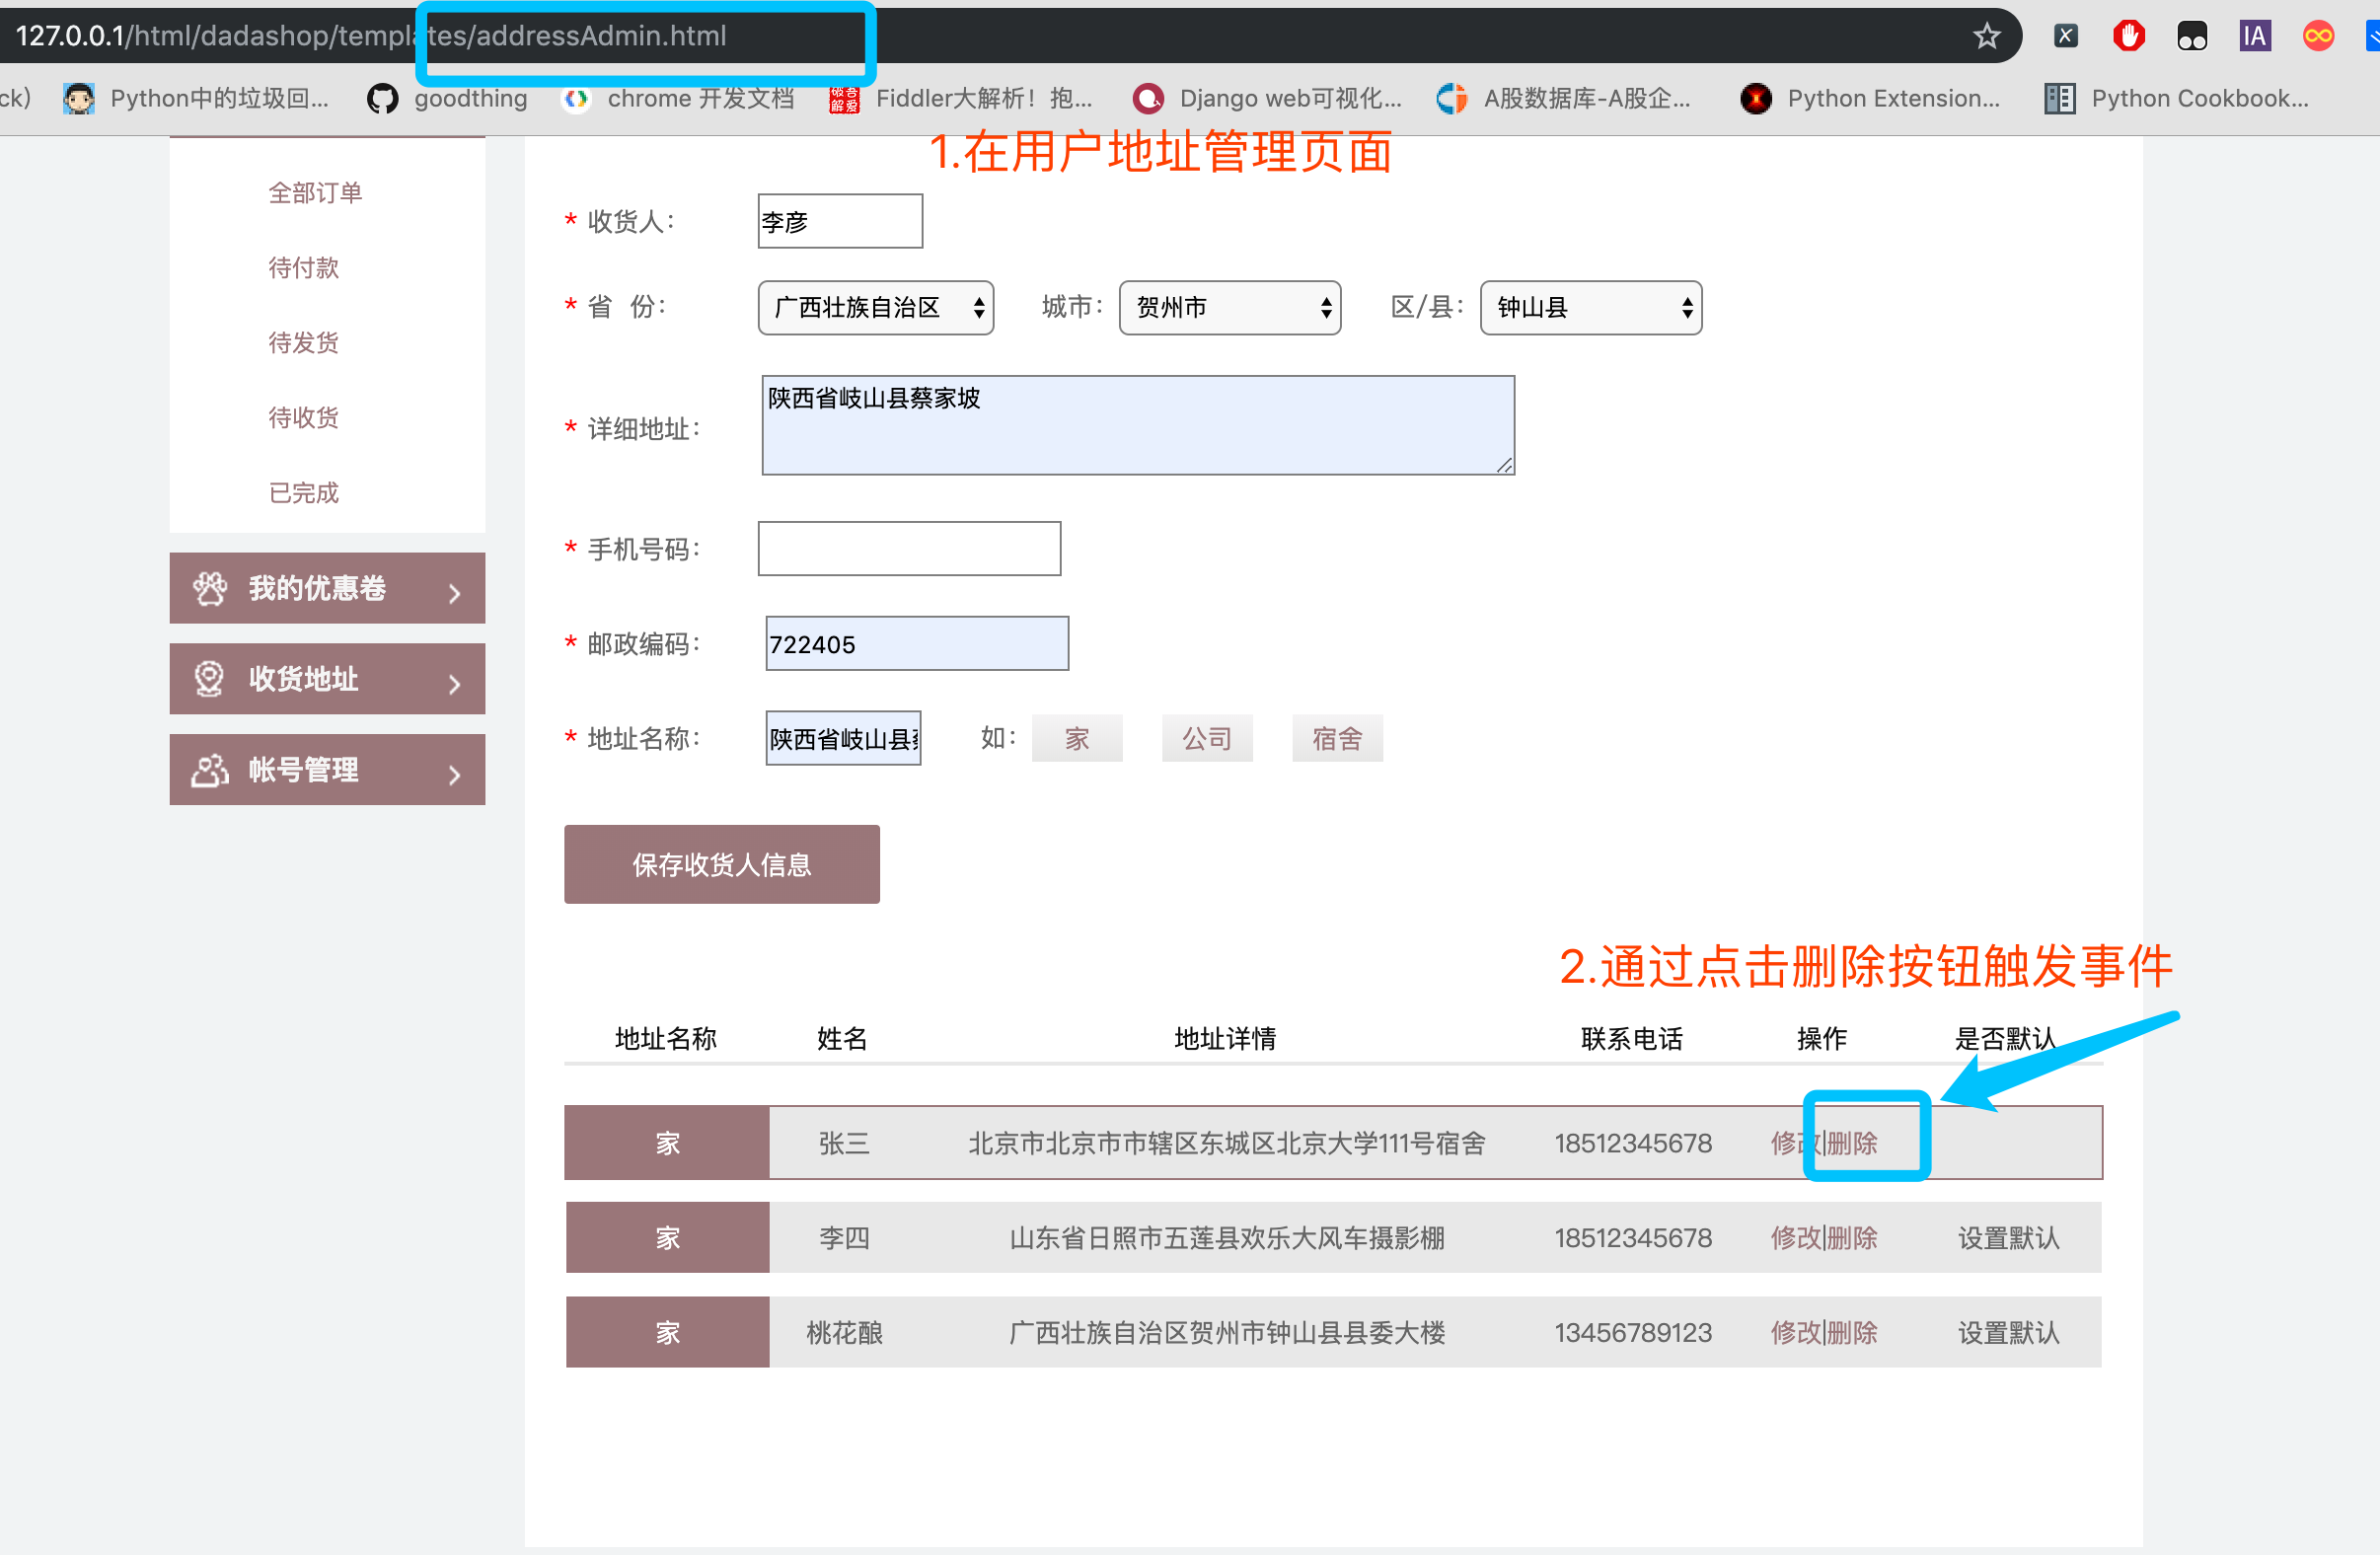 127.0.0.1/html/dadashop/templates/addressAdmin.html
IA
ck) Python中的垃圾回... goodthing chrome 开发文档 破吾解爱 Fiddler大解析！抱... Django web可视化... A股数据库-A股企... Python Extension... Python Cookbook...
1.在用户地址管理页面
全部订单
待付款
待发货
待收货
已完成
我的优惠卷
收货地址
帐号管理
* 收货人： 李彦
* 省 份： 广西壮族自治区 城市： 贺州市 区/县： 钟山县
* 详细地址： 陕西省岐山县蔡家坡
* 手机号码：
* 邮政编码： 722405
* 地址名称： 陕西省岐山县 如： 家 公司 宿舍
保存收货人信息
2.通过点击删除按钮触发事件
地址名称 姓名 地址详情 联系电话 操作 是否默认
家 张三 北京市北京市市辖区东城区北京大学111号宿舍 18512345678 修改|删除
家 李四 山东省日照市五莲县欢乐大风车摄影棚 18512345678 修改|删除 设置默认
家 桃花酿 广西壮族自治区贺州市钟山县县委大楼 13456789123 修改|删除 设置默认